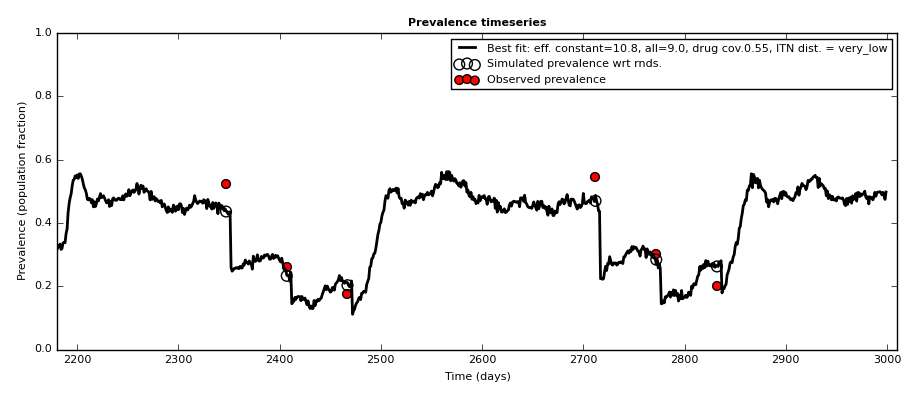 Prevalence timeseries
1.0
0.8
0.6
0.4
0.2
0.0
Prevalence (population fraction)
Best fit: eff. constant=10.8, all=9.0, drug cov.0.55, ITN dist. = very_low
Simulated prevalence wrt rnds.
Observed prevalence
2200 2300 2400 2500 2600 2700 2800 2900 3000
Time (days)